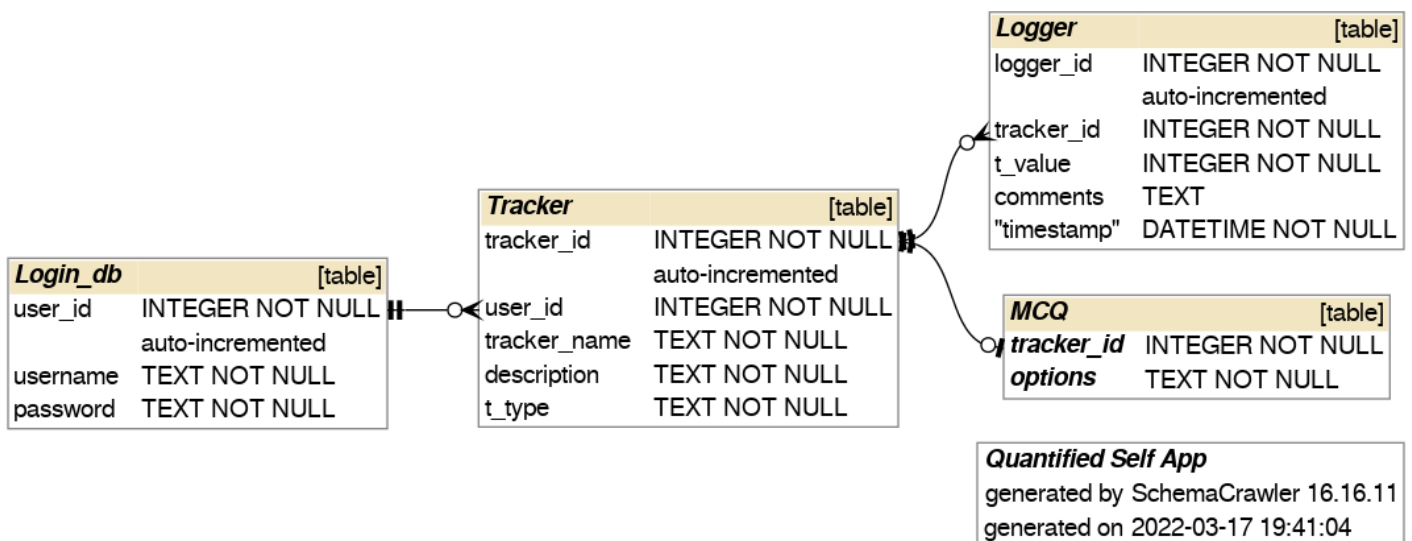 Login_db [table]
user_id INTEGER NOT NULL
auto-incremented
username TEXT NOT NULL
password TEXT NOT NULL
Tracker [table]
tracker_id INTEGER NOT NULL
auto-incremented
user_id INTEGER NOT NULL
tracker_name TEXT NOT NULL
description TEXT NOT NULL
t_type TEXT NOT NULL
Logger [table]
logger_id INTEGER NOT NULL
auto-incremented
tracker_id INTEGER NOT NULL
t_value INTEGER NOT NULL
comments TEXT
"timestamp" DATETIME NOT NULL
MCQ [table]
tracker_id INTEGER NOT NULL
options TEXT NOT NULL
Quantified Self App
generated by SchemaCrawler 16.16.11
generated on 2022-03-17 19:41:04